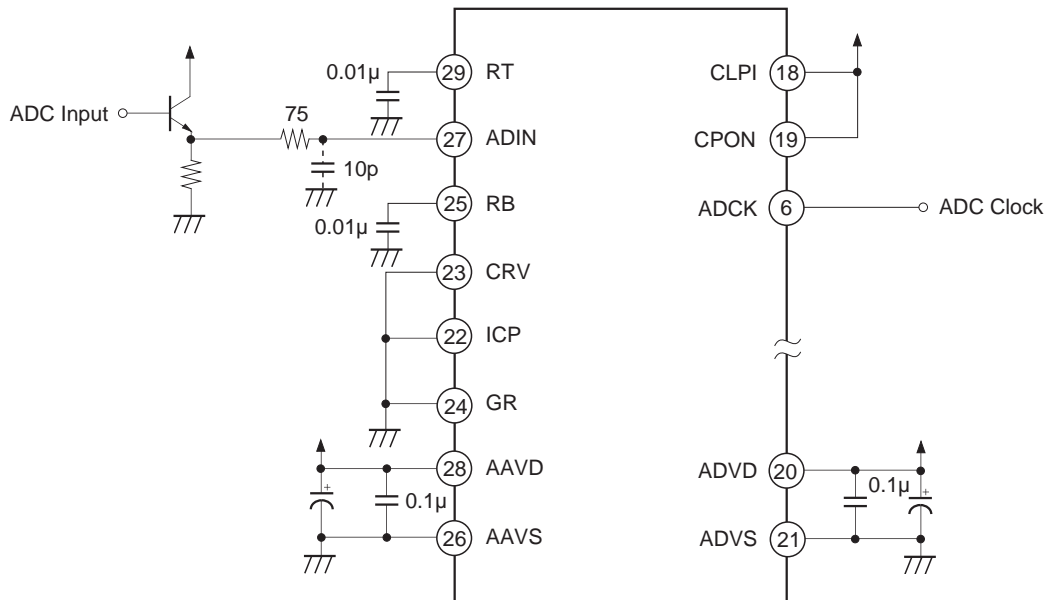 0.01µ
29 RT
CLPI 18
ADC Input
75
27 ADIN
CPON 19
10p
25 RB
ADCK 6
ADC Clock
0.01µ
23 CRV
22 ICP
24 GR
28 AAVD
ADVD 20
+
0.1µ
0.1µ
+
26 AAVS
ADVS 21